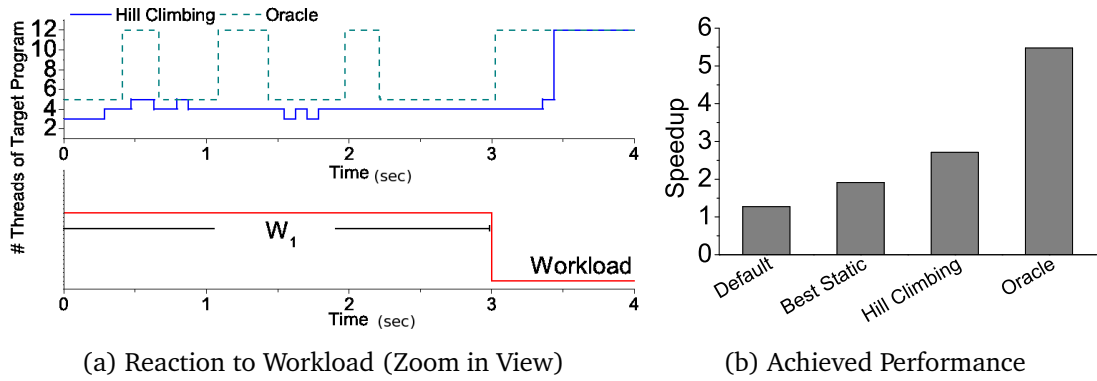 Hill Climbing Oracle
# Threads of Target Program
12
10
8
6
4
2
0 1 2 3 4
Time (sec)
W1
Workload
0 1 2 3 4
Time (sec)
(a) Reaction to Workload (Zoom in View)
Speedup
6
5
4
3
2
1
0
Default
Best Static
Hill Climbing
Oracle
(b) Achieved Performance